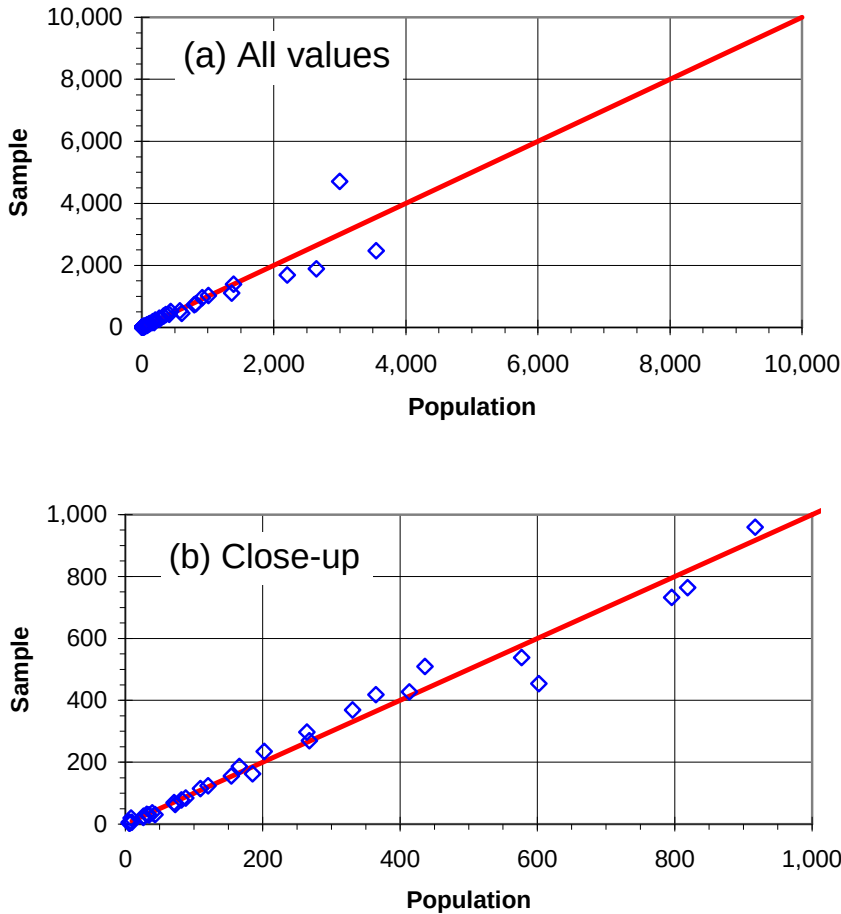 10,000
(a) All values
8,000
6,000
4,000
2,000
0
Sample
0 2,000 4,000 6,000 8,000 10,000
Population
1,000
(b) Close-up
800
600
400
200
0
Sample
0 200 400 600 800 1,000
Population